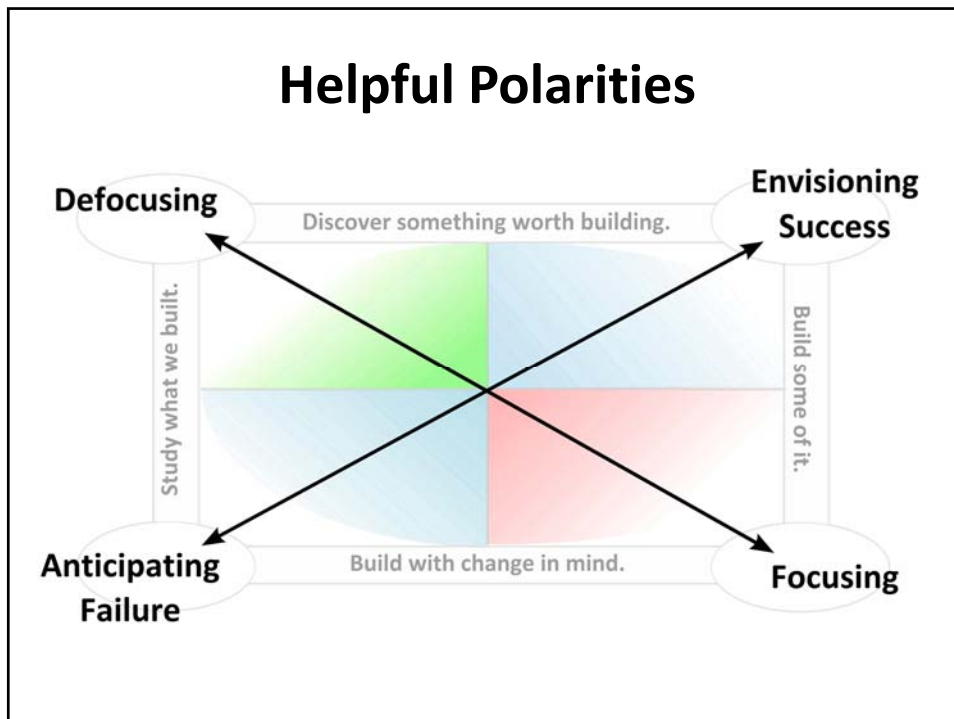 Helpful Polarities
Defocusing
Envisioning
Success
Discover something worth building.
Study what we built.
Build some of it.
Anticipating
Failure
Build with change in mind.
Focusing